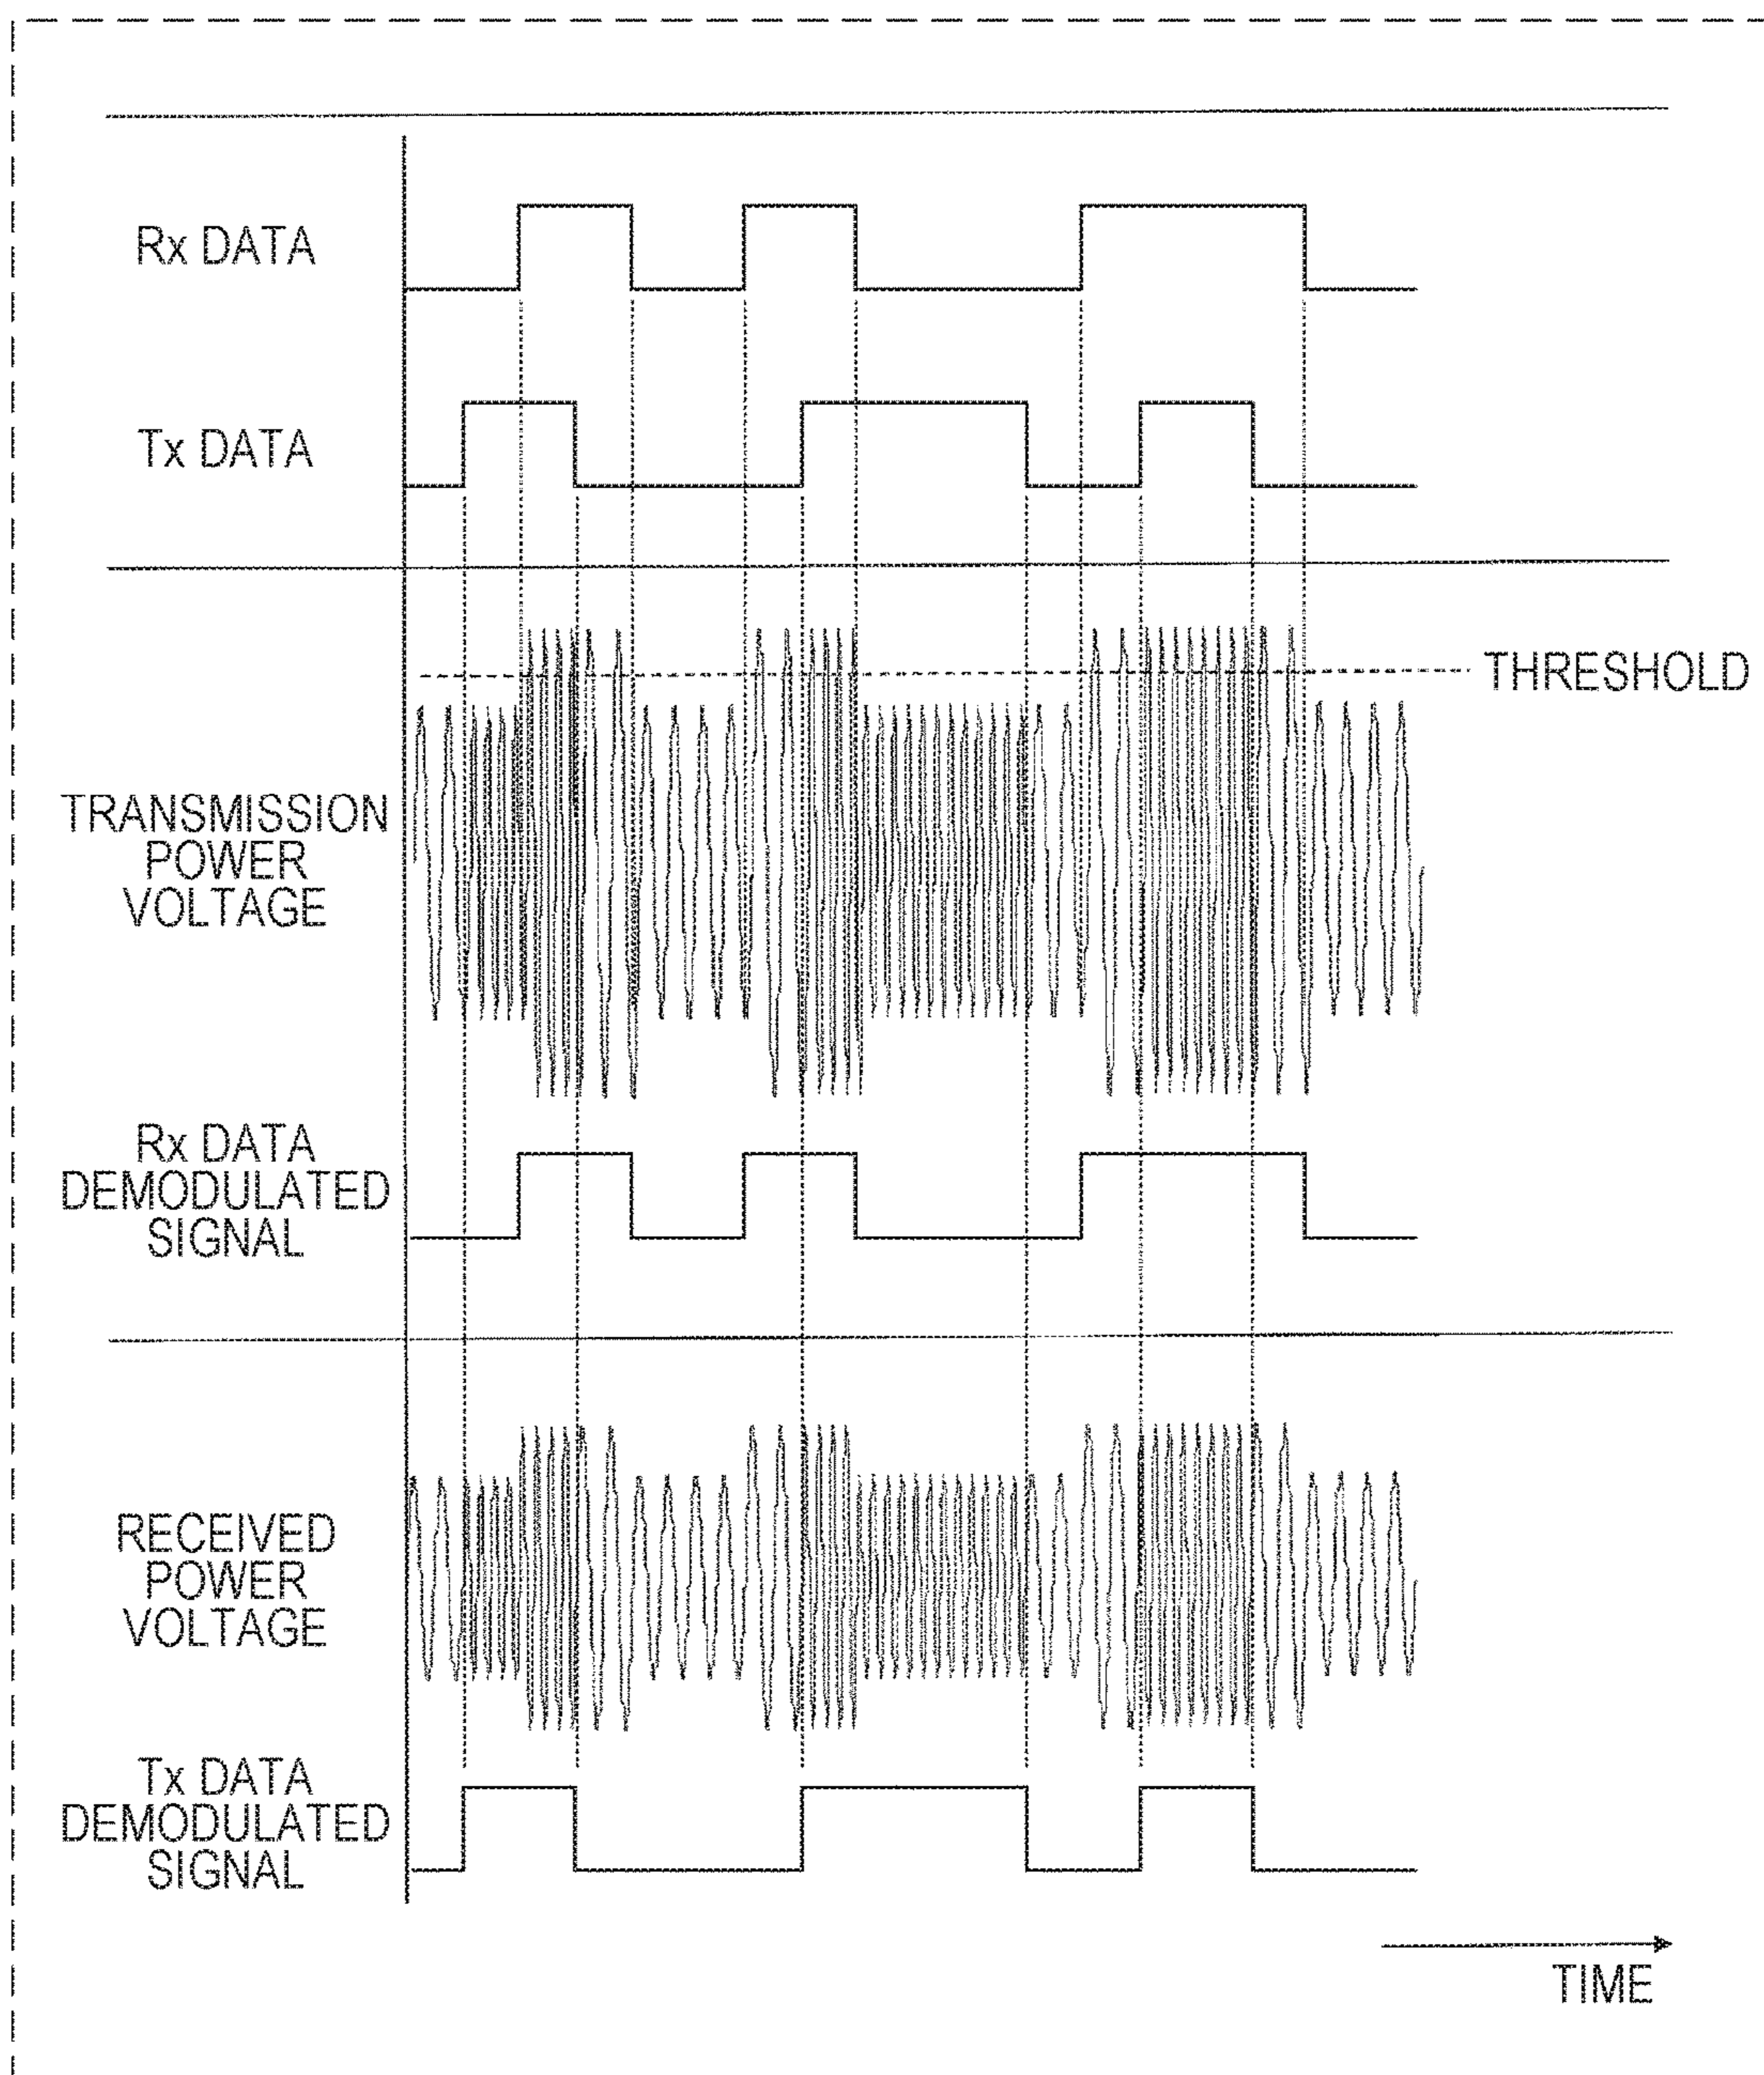 Rx DATA
Tx DATA
THRESHOLD
TRANSMISSION
POWER
VOLTAGE
Rx DATA
DEMODULATED
SIGNAL
RECEIVED
POWER
VOLTAGE
Tx DATA
DEMODULATED
SIGNAL
TIME